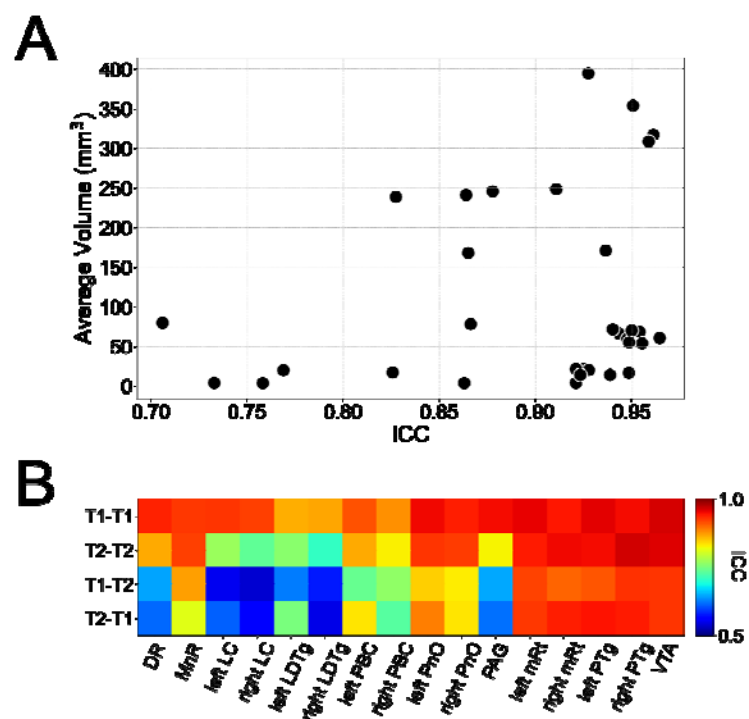 A
Average Volume (mm³)
400
350
300
250
200
150
100
50
0
0.70 0.75 0.80 0.85 0.90 0.95
ICC
B
T1-T1
T2-T2
T1-T2
T2-T1
1.0
ICC
0.5
DR MnR left LC right LC left LDTg right LDTg left PBC right PBC left PnO right PnO PAG left mRt right mRt left PTg right PTg VTA